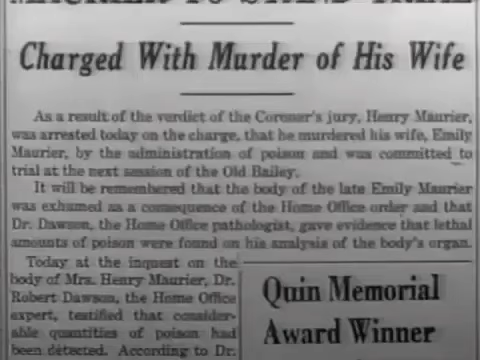 Charged With Murder of His Wife
As a result of the verdict of the Coroner's jury, Henry Maurier,
was arrested today on the charge, that he murdered his wife, Emily
Maurier, by the administration of poison and was committed to
trial at the next session of the Old Bailey.
It will be remembered that the body of the late Emily Maurier
was exhumed as a consequence of the Home Office order and that
Dr. Dawson, the Home Office pathologist, gave evidence that lethal
amounts of poison were found on his analysis of the body's organ.
Today at the inquest on the
body of Mrs. Henry Maurier, Dr.
Robert Dawson, the Home Office
expert, testified that consider-
able quantities of poison had
been detected. According to Dr.
Quin Memorial
Award Winner